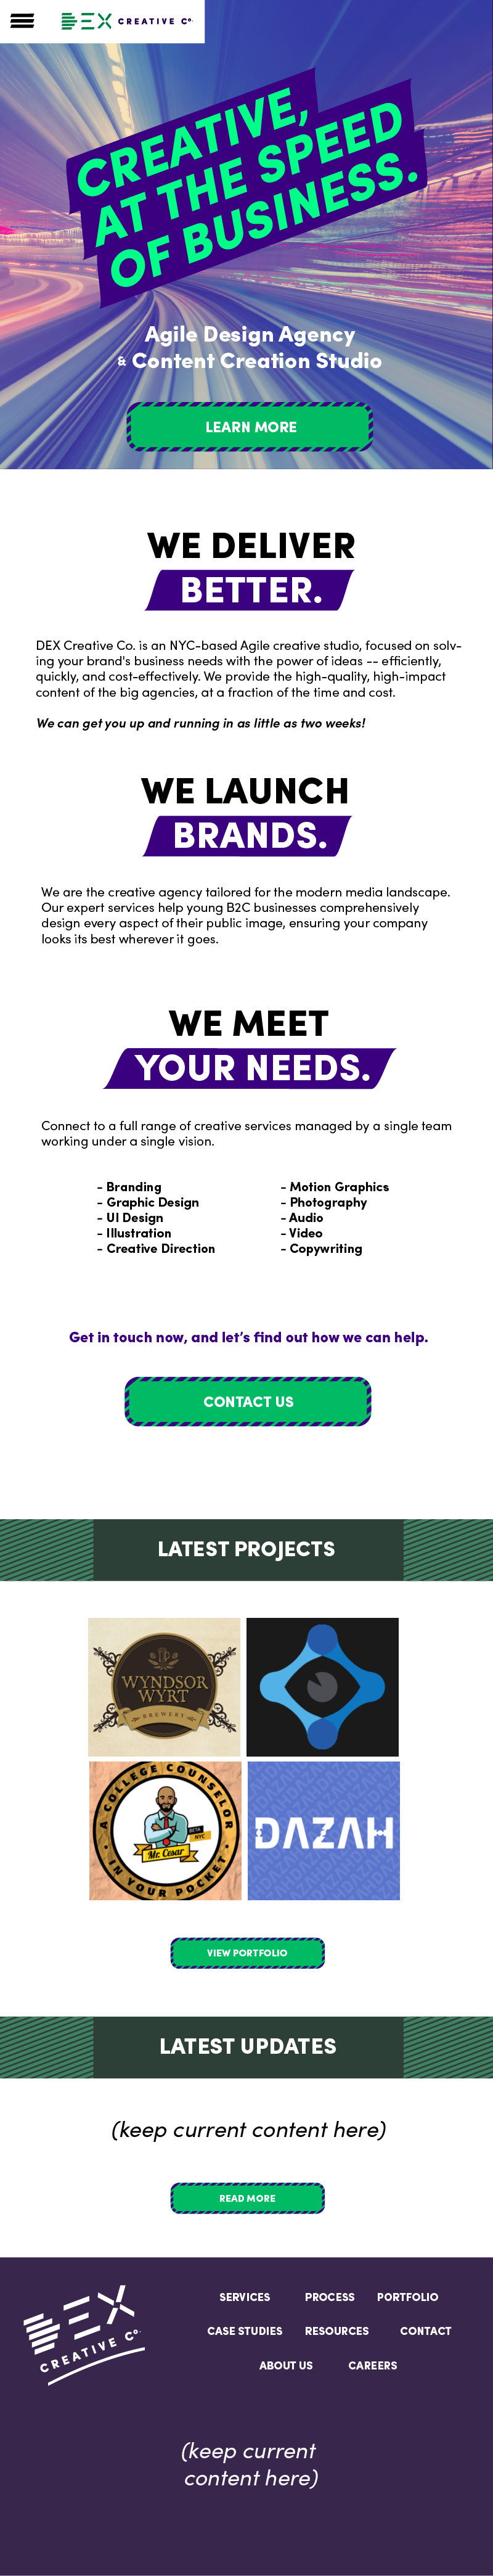 DEX CREATIVE Cº.
CREATIVE,
AT THE SPEED
OF BUSINESS.
Agile Design Agency
& Content Creation Studio
LEARN MORE
WE DELIVER
BETTER.
DEX Creative Co. is an NYC-based Agile creative studio, focused on solv-
ing your brand's business needs with the power of ideas -- efficiently,
quickly, and cost-effectively. We provide the high-quality, high-impact
content of the big agencies, at a fraction of the time and cost.
We can get you up and running in as little as two weeks!
WE LAUNCH
BRANDS.
We are the creative agency tailored for the modern media landscape.
Our expert services help young B2C businesses comprehensively
design every aspect of their public image, ensuring your company
looks its best wherever it goes.
WE MEET
YOUR NEEDS.
Connect to a full range of creative services managed by a single team
working under a single vision.
- Branding
- Graphic Design
- UI Design
- Illustration
- Creative Direction
- Motion Graphics
- Photography
- Audio
- Video
- Copywriting
Get in touch now, and let's find out how we can help.
CONTACT US
LATEST PROJECTS
WYNDSOR
WYRT
BREWERY
A COLLEGE COUNSELOR
BETA
NYC
Mr. Cesar
IN YOUR POCKET
DAZAH
VIEW PORTFOLIO
LATEST UPDATES
(keep current content here)
READ MORE
DEX
CREATIVE Cº.
SERVICES PROCESS PORTFOLIO
CASE STUDIES RESOURCES CONTACT
ABOUT US CAREERS
(keep current
content here)